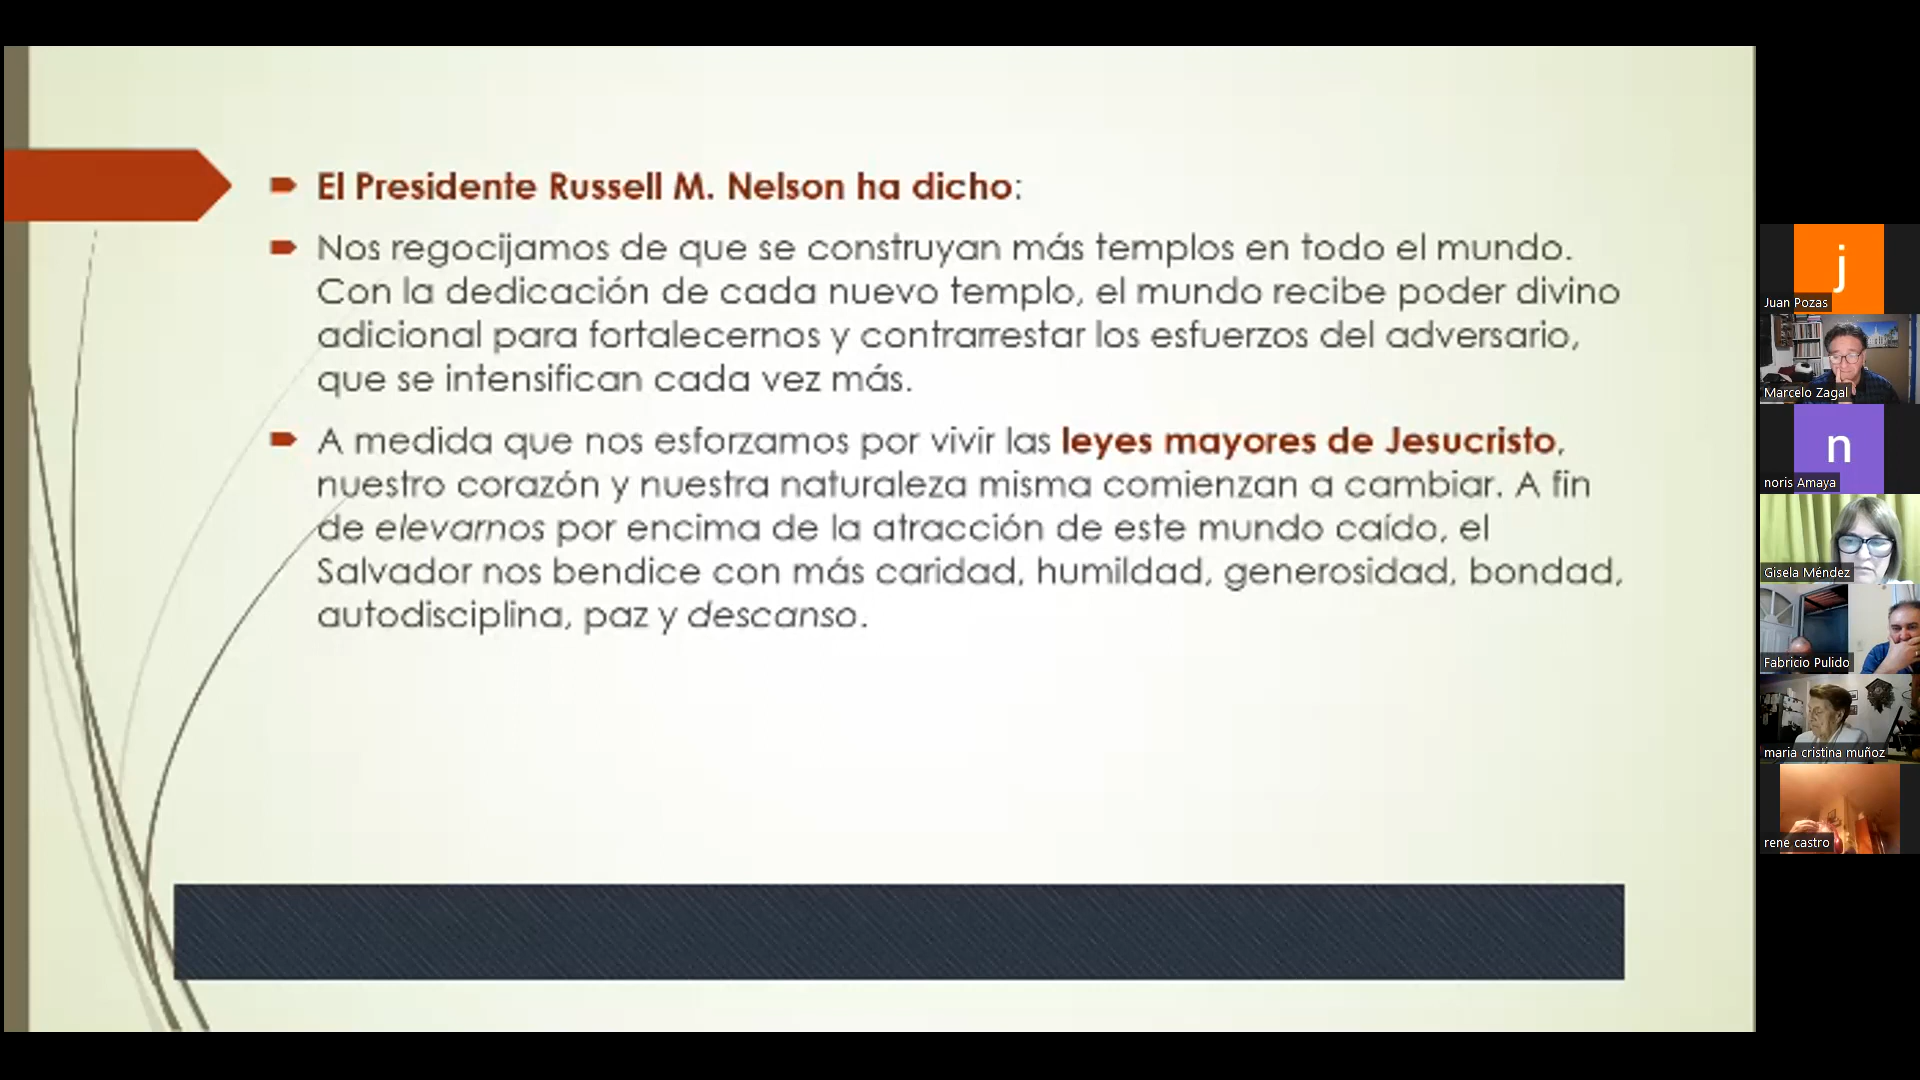 El Presidente Russell M. Nelson ha dicho:
Nos regocijamos de que se construyan más templos en todo el mundo.
Con la dedicación de cada nuevo templo, el mundo recibe poder divino
adicional para fortalecernos y contrarrestar los esfuerzos del adversario,
que se intensifican cada vez más.
A medida que nos esforzamos por vivir las leyes mayores de Jesucristo,
nuestro corazón y nuestra naturaleza misma comienzan a cambiar. A fin
de elevarnos por encima de la atracción de este mundo caído, el
Salvador nos bendice con más caridad, humildad, generosidad, bondad,
autodisciplina, paz y descanso.
j
Juan Pozas
Marcelo Zagal
n
noris Amaya
Gisela Méndez
Fabricio Pulido
maria cristina muñoz
rene castro